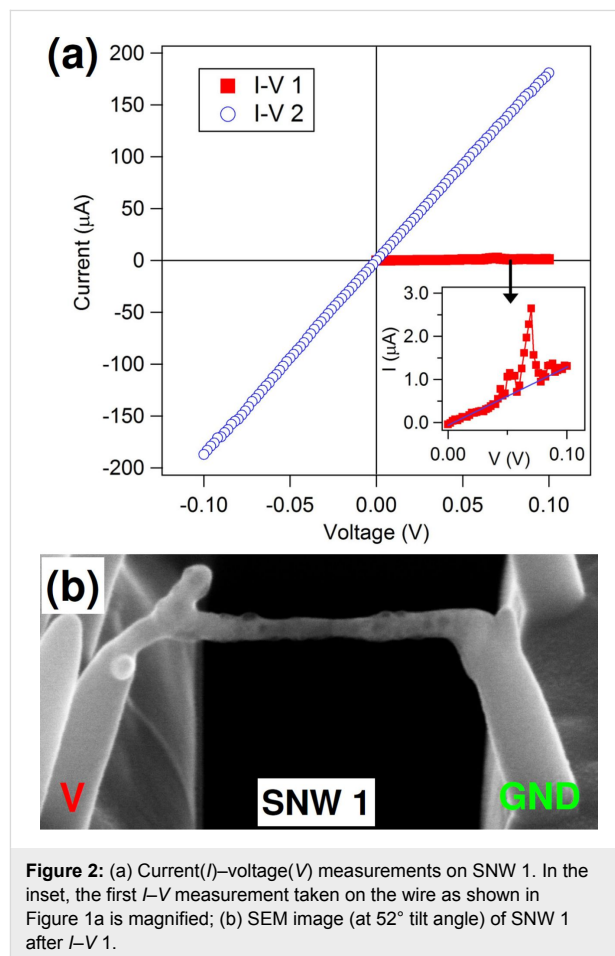 (a)
I-V 1
I-V 2
200
150
100
50
0
-50
-100
-150
-200
Current (μA)
-0.10
-0.05
0.00
0.05
0.10
Voltage (V)
3.0
2.0
1.0
0.0
I (μA)
0.00
0.10
V (V)
(b)
V
SNW 1
GND
Figure 2: (a) Current(I)–voltage(V) measurements on SNW 1. In the
inset, the first I–V measurement taken on the wire as shown in
Figure 1a is magnified; (b) SEM image (at 52° tilt angle) of SNW 1
after I–V 1.